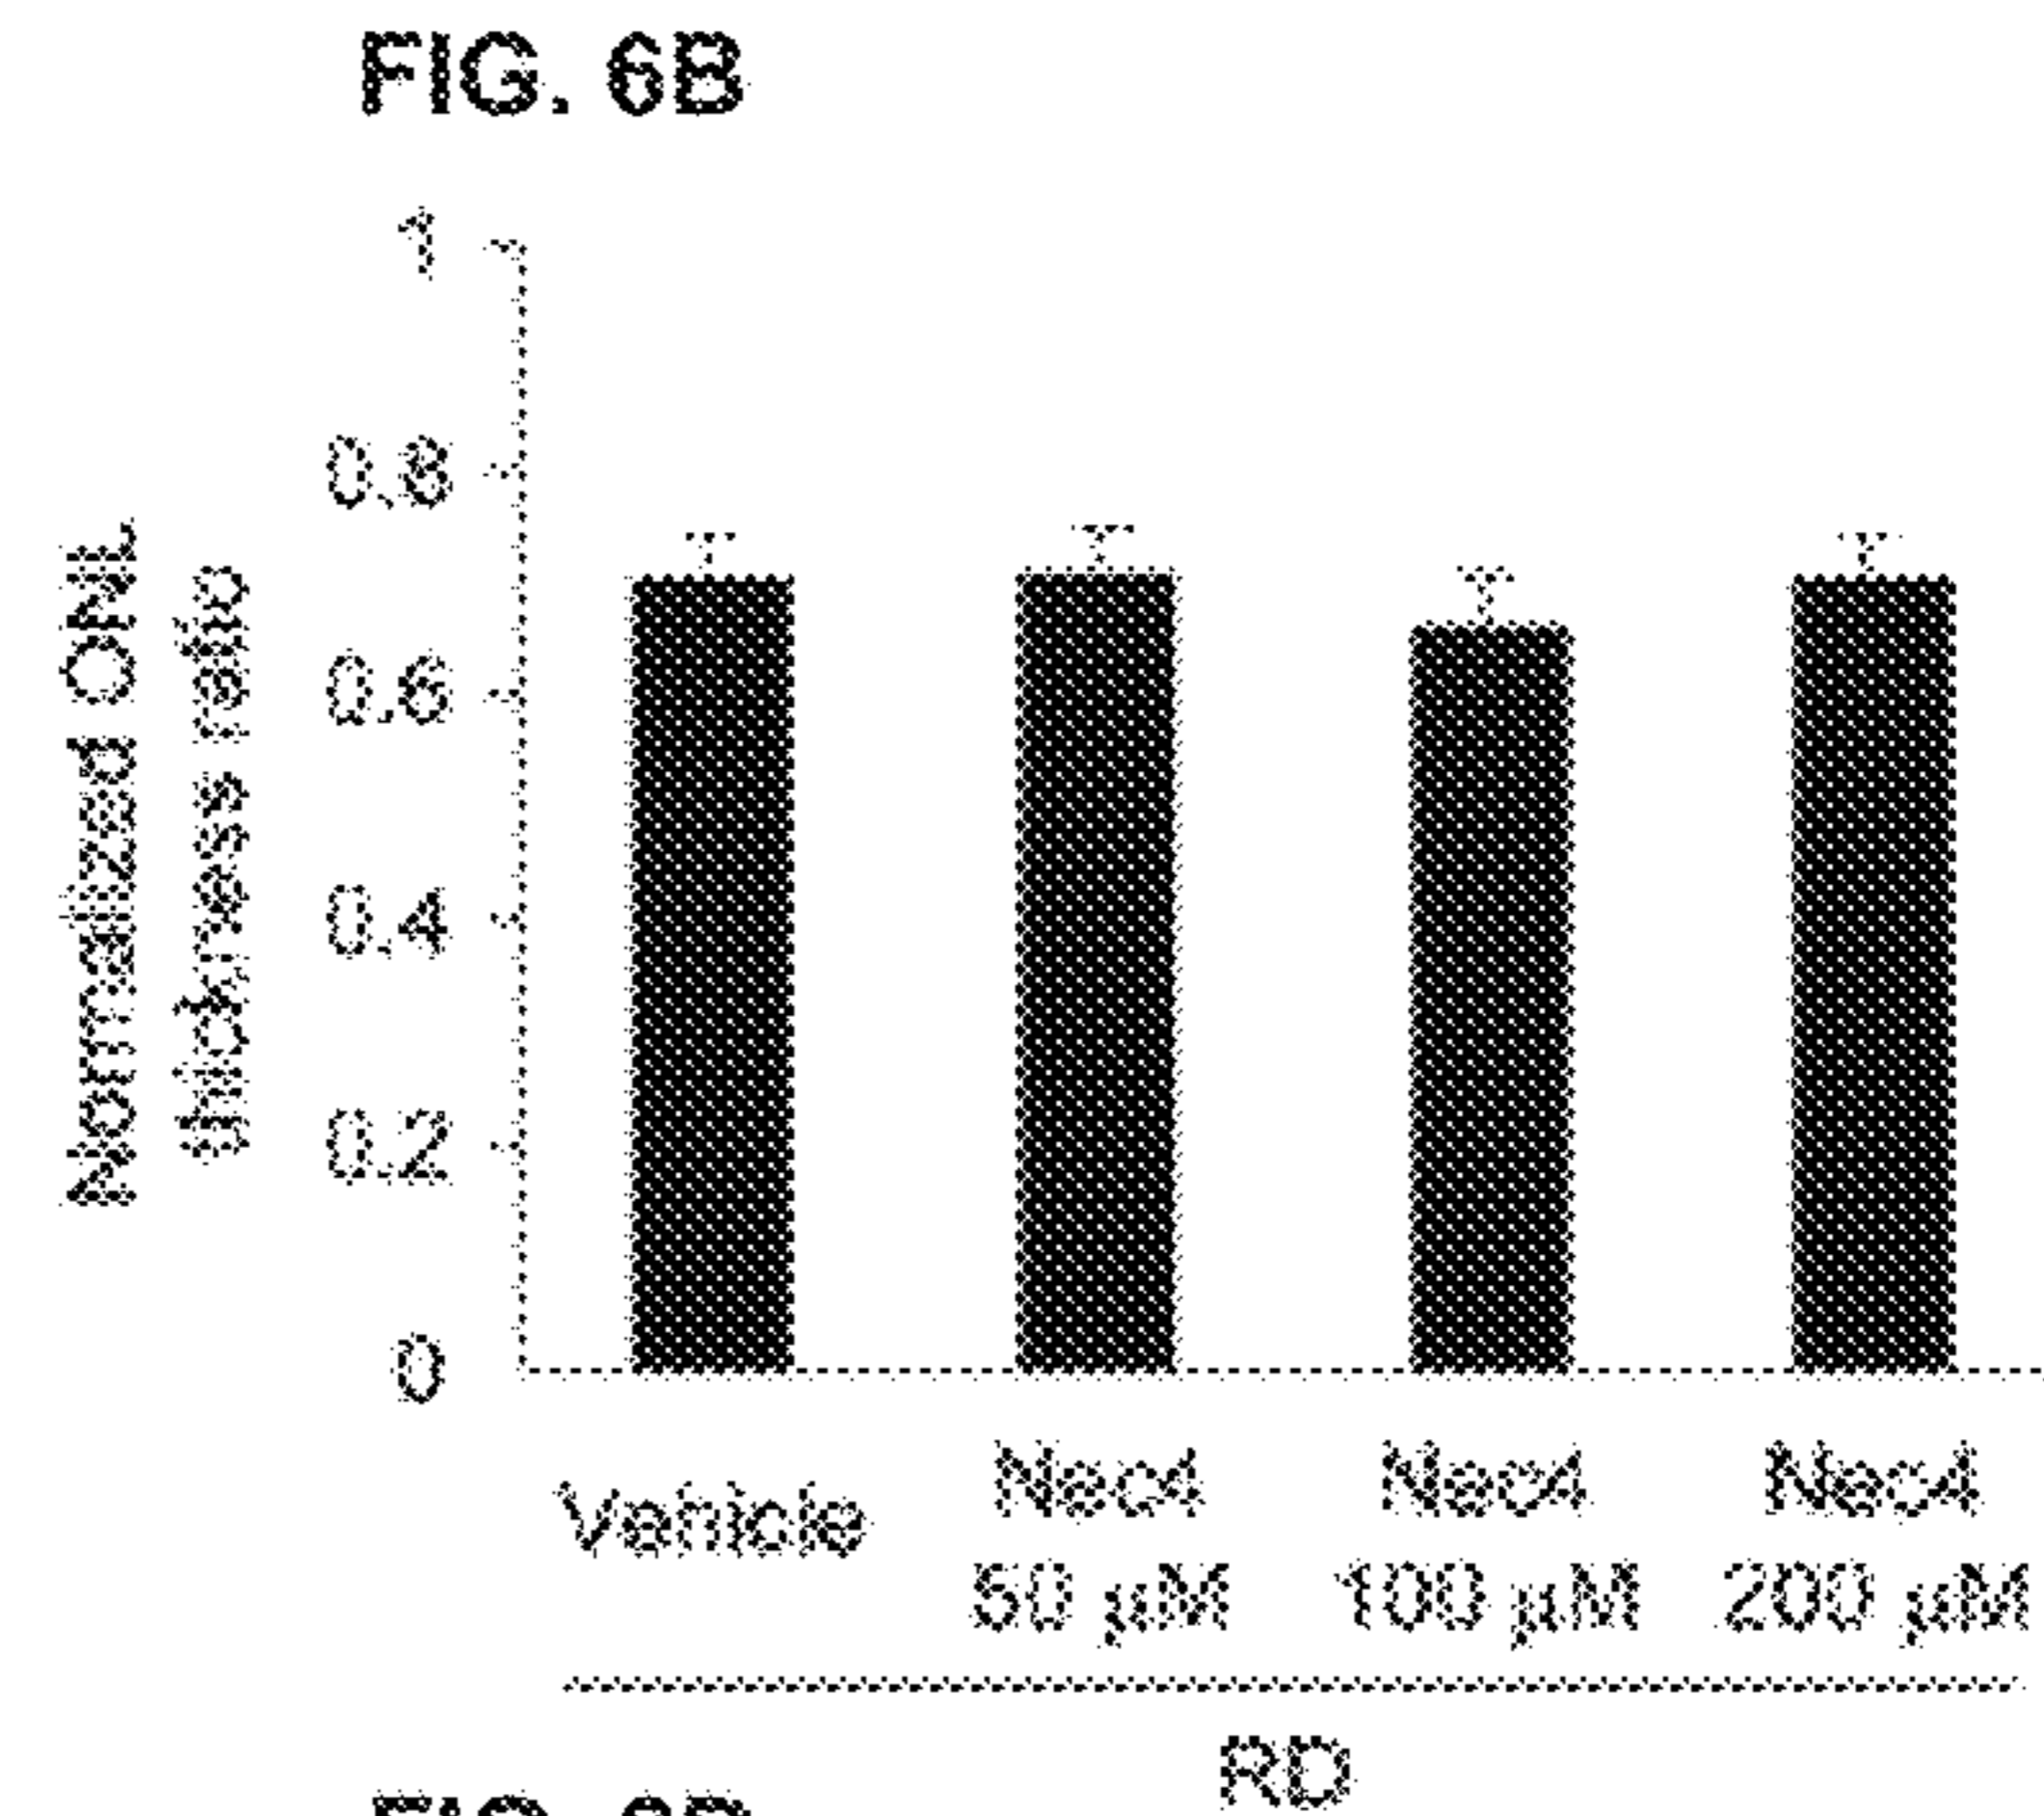 FIG. 6B
Normalized ONL
thickness ratio
1
0.8
0.6
0.4
0.2
0
Vehicle
Nec4
50 µM
Nec4
100 µM
Nec4
200 µM
RD